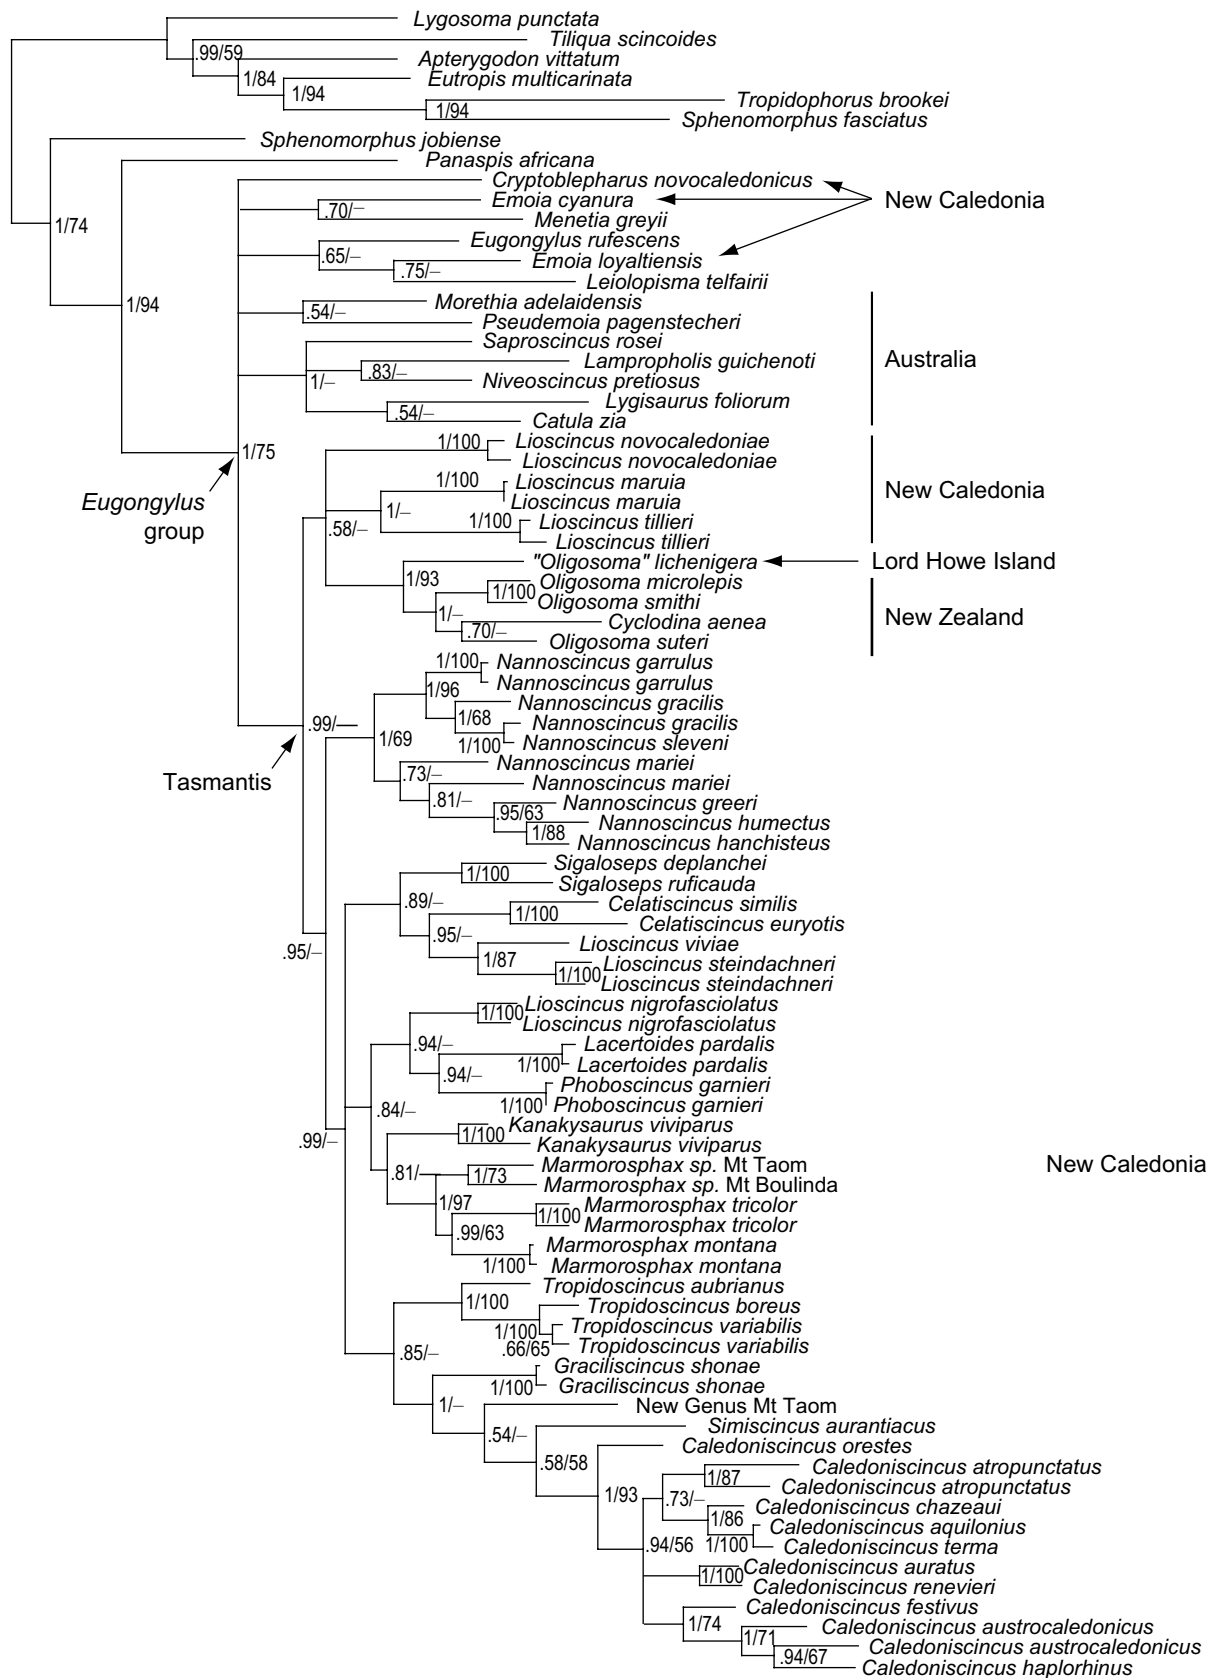 Lygosoma punctata
Tiliqua scincoides
.99/59
Apterygodon vittatum
1/84
Eutropis multicarinata
1/94
Tropidophorus brookei
1/94
Sphenomorphus fasciatus
Sphenomorphus jobiense
Panaspis africana
Cryptoblepharus novocaledonicus
Emoia cyanura
New Caledonia
.70/–
Menetia greyii
1/74
Eugongylus rufescens
.65/–
Emoia loyaltiensis
.75/–
Leiolopisma telfairii
1/94
Morethia adelaidensis
.54/–
Pseudemoia pagenstecheri
Saproscincus rosei
Lampropholis guichenoti
Australia
.83/–
1/–
Niveoscincus pretiosus
Lygisaurus foliorum
.54/–
Catula zia
1/100
Lioscincus novocaledoniae
1/75
Lioscincus novocaledoniae
1/100
Lioscincus maruia
New Caledonia
Eugongylus
group
Lioscincus maruia
1/–
1/100
Lioscincus tillieri
.58/–
Lioscincus tillieri
"Oligosoma" lichenigera
Lord Howe Island
1/93
Oligosoma microlepis
1/100
Oligosoma smithi
1/–
Cyclodina aenea
New Zealand
.70/–
Oligosoma suteri
1/100
Nannoscincus garrulus
Nannoscincus garrulus
1/96
Nannoscincus gracilis
1/68
Nannoscincus gracilis
.99/—
1/69
1/100
Nannoscincus sleveni
Nannoscincus mariei
.73/–
Tasmantis
Nannoscincus mariei
.81/–
Nannoscincus greeri
.95/63
Nannoscincus humectus
1/88
Nannoscincus hanchisteus
Sigaloseps deplanchei
1/100
Sigaloseps ruficauda
.89/–
Celatiscincus similis
1/100
Celatiscincus euryotis
.95/–
.95/–
Lioscincus viviae
1/87
Lioscincus steindachneri
1/100
Lioscincus steindachneri
Lioscincus nigrofasciolatus
1/100
Lioscincus nigrofasciolatus
.94/–
Lacertoides pardalis
1/100
Lacertoides pardalis
.94/–
Phoboscincus garnieri
1/100
Phoboscincus garnieri
.84/–
Kanakysaurus viviparus
1/100
.99/–
Kanakysaurus viviparus
Marmorosphax sp. Mt Taom
New Caledonia
.81/–
1/73
Marmorosphax sp. Mt Boulinda
1/97
Marmorosphax tricolor
1/100
Marmorosphax tricolor
.99/63
Marmorosphax montana
1/100
Marmorosphax montana
Tropidoscincus aubrianus
1/100
Tropidoscincus boreus
1/100
Tropidoscincus variabilis
.66/65
Tropidoscincus variabilis
.85/–
Graciliscincus shonae
1/100
Graciliscincus shonae
1/–
New Genus Mt Taom
Simiscincus aurantiacus
.54/–
Caledoniscincus orestes
.58/58
Caledoniscincus atropunctatus
1/87
Caledoniscincus atropunctatus
1/93
.73/–
Caledoniscincus chazeaui
1/86
Caledoniscincus aquilonius
1/100
Caledoniscincus terma
.94/56
Caledoniscincus auratus
1/100
Caledoniscincus renevieri
Caledoniscincus festivus
1/74
Caledoniscincus austrocaledonicus
1/71
Caledoniscincus austrocaledonicus
.94/67
Caledoniscincus haplorhinus